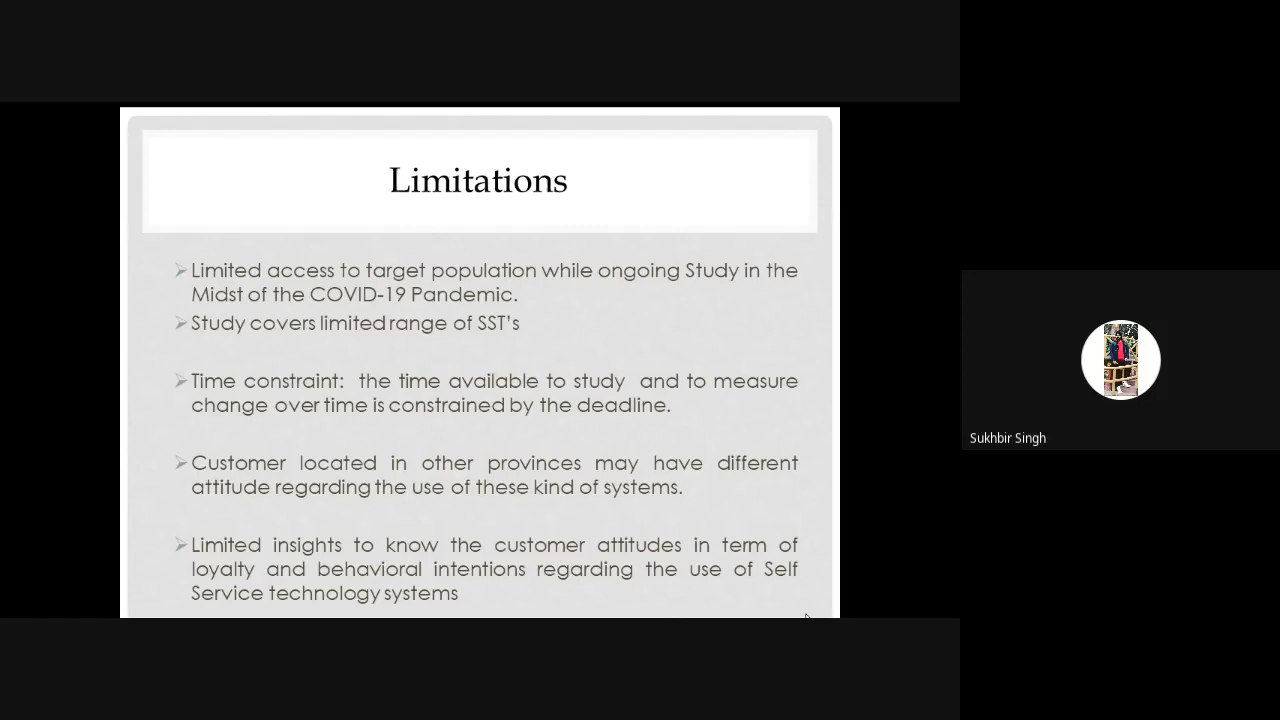 Limitations
Limited access to target population while ongoing Study in the
Midst of the COVID-19 Pandemic.
Study covers limited range of SST's
Time constraint: the time available to study and to measure
change over time is constrained by the deadline.
Customer located in other provinces may have different
attitude regarding the use of these kind of systems.
Limited insights to know the customer attitudes in term of
loyalty and behavioral intentions regarding the use of Self
Service technology systems
Sukhbir Singh